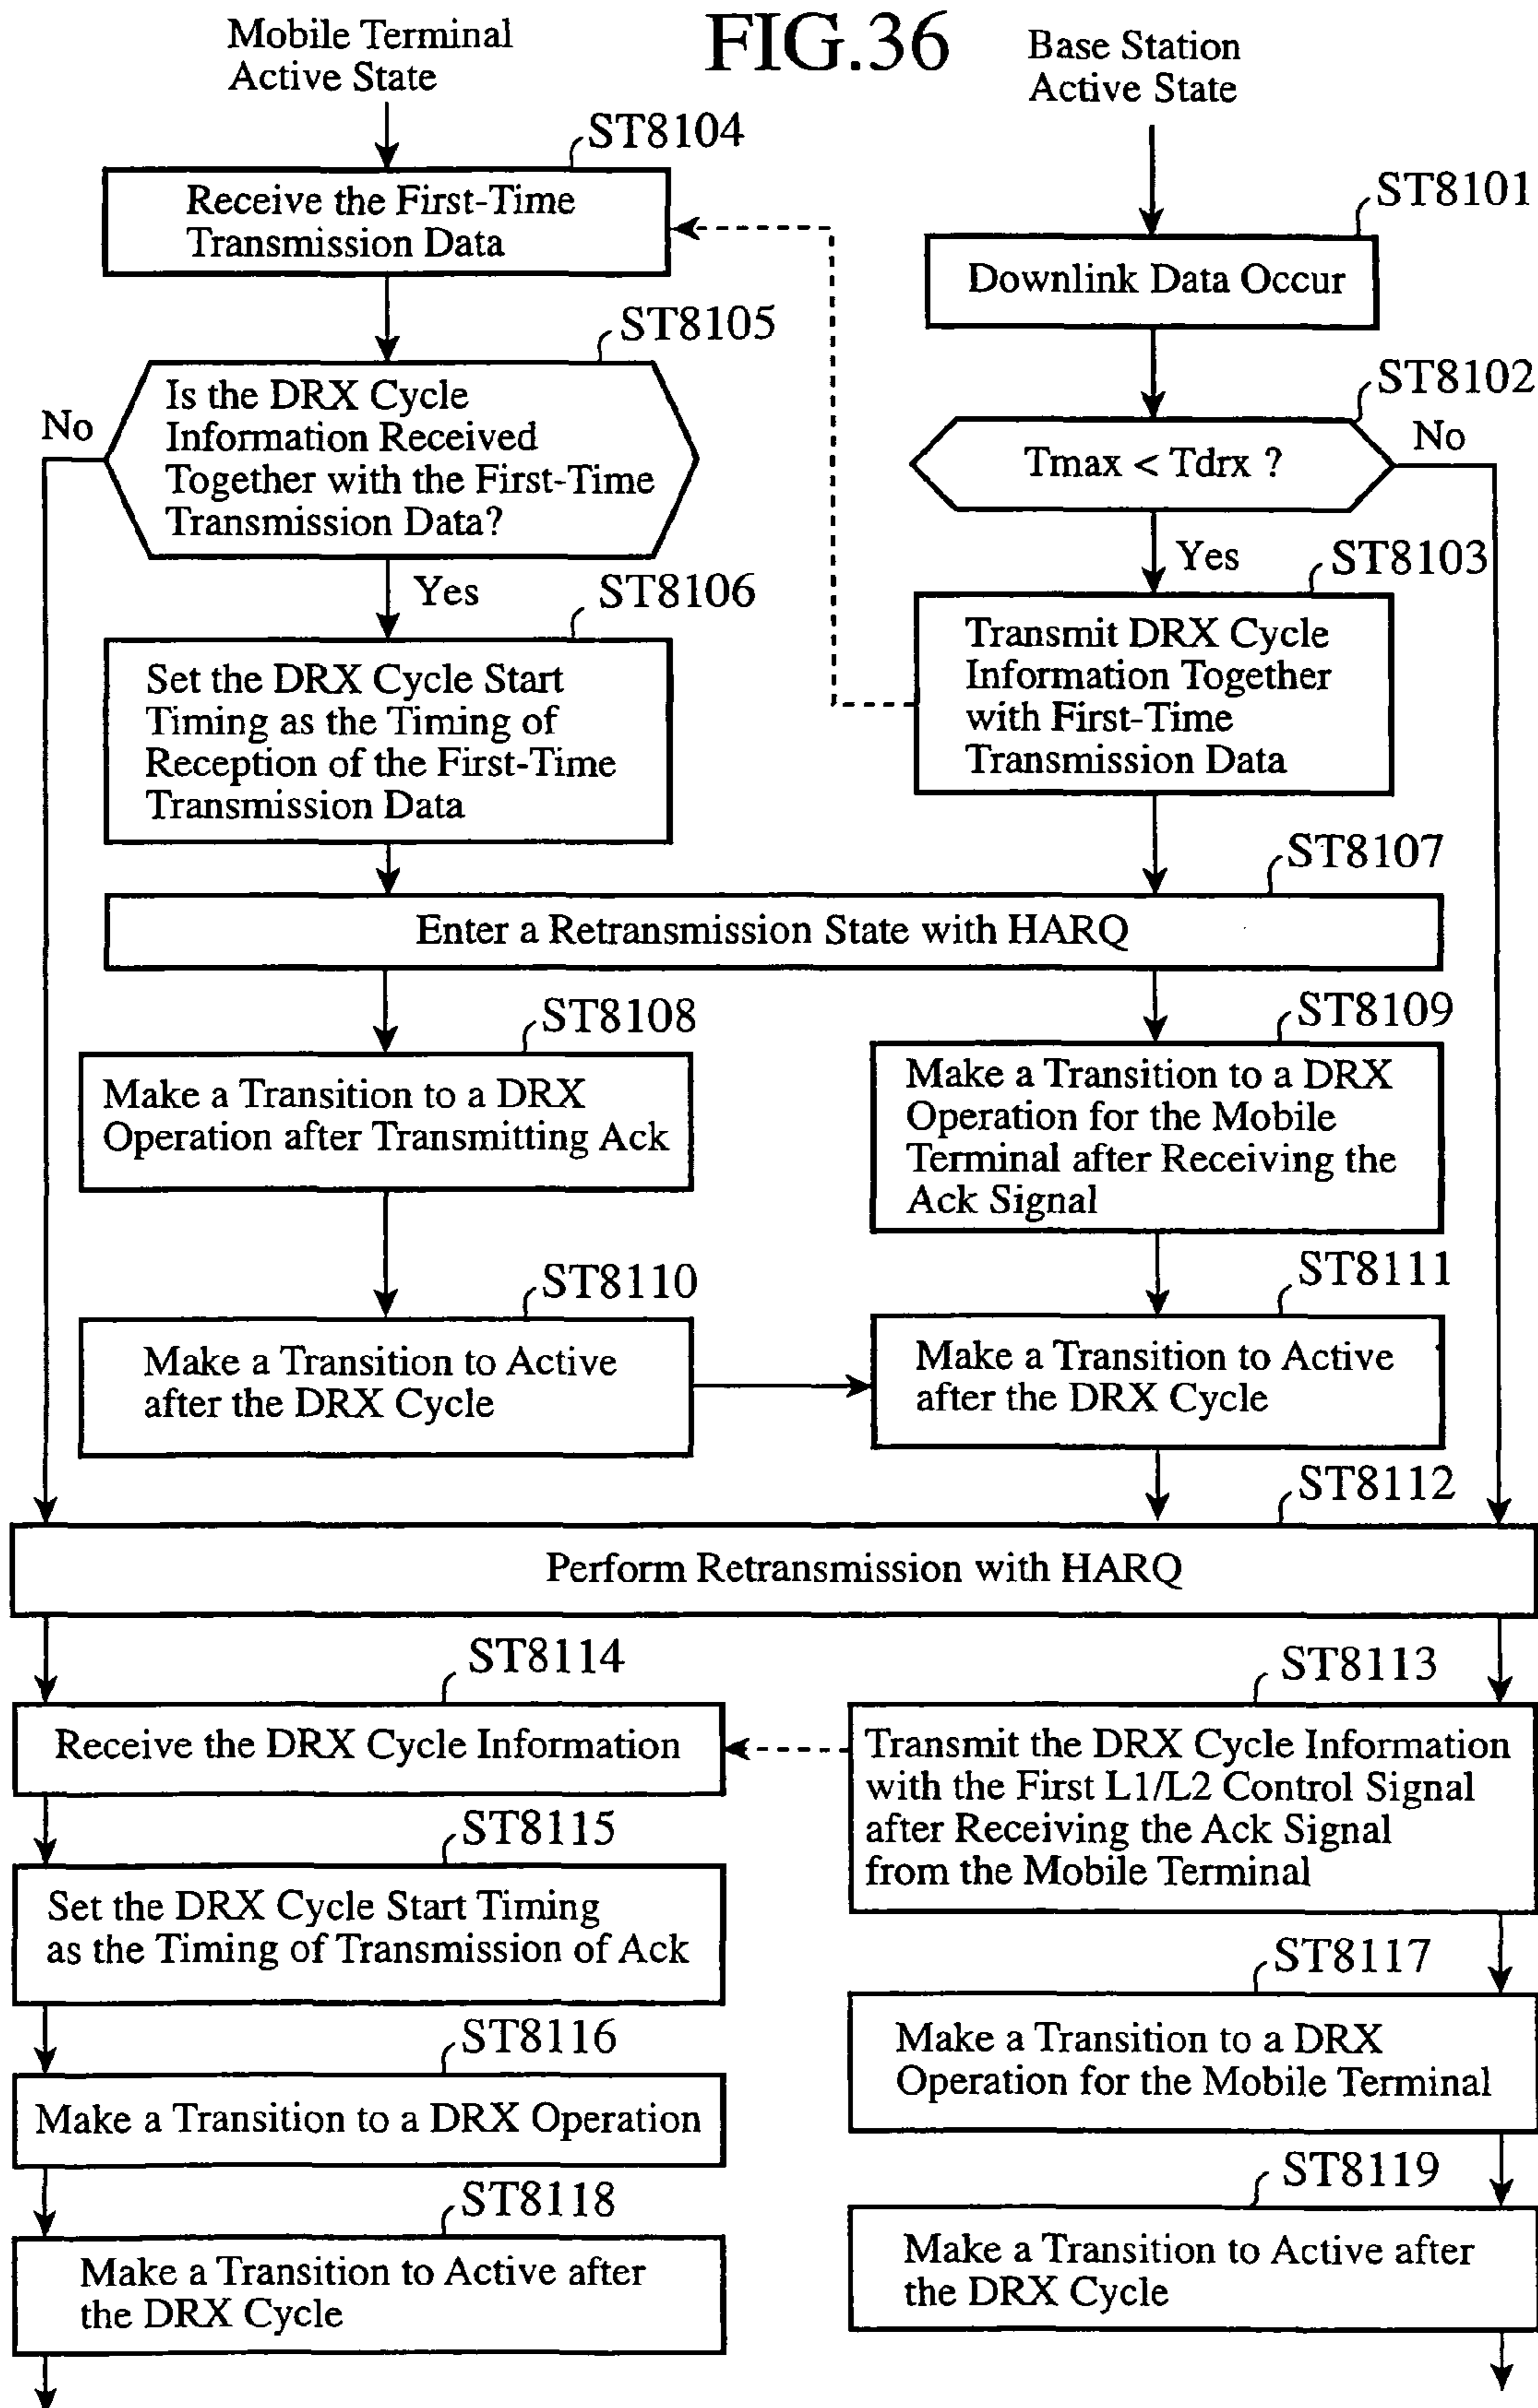 FIG.36
Mobile Terminal
Active State
Base Station
Active State
ST8104
Receive the First-Time
Transmission Data
ST8101
Downlink Data Occur
ST8105
Is the DRX Cycle
Information Received
Together with the First-Time
Transmission Data?
No
Yes
ST8102
Tmax < Tdrx ?
No
Yes
ST8103
Transmit DRX Cycle
Information Together
with First-Time
Transmission Data
ST8106
Set the DRX Cycle Start
Timing as the Timing of
Reception of the First-Time
Transmission Data
ST8107
Enter a Retransmission State with HARQ
ST8108
Make a Transition to a DRX
Operation after Transmitting Ack
ST8109
Make a Transition to a DRX
Operation for the Mobile
Terminal after Receiving the
Ack Signal
ST8110
Make a Transition to Active
after the DRX Cycle
ST8111
Make a Transition to Active
after the DRX Cycle
ST8112
Perform Retransmission with HARQ
ST8114
Receive the DRX Cycle Information
ST8113
Transmit the DRX Cycle Information
with the First L1/L2 Control Signal
after Receiving the Ack Signal
from the Mobile Terminal
ST8115
Set the DRX Cycle Start Timing
as the Timing of Transmission of Ack
ST8117
Make a Transition to a DRX
Operation for the Mobile Terminal
ST8116
Make a Transition to a DRX Operation
ST8119
Make a Transition to Active after
the DRX Cycle
ST8118
Make a Transition to Active after
the DRX Cycle